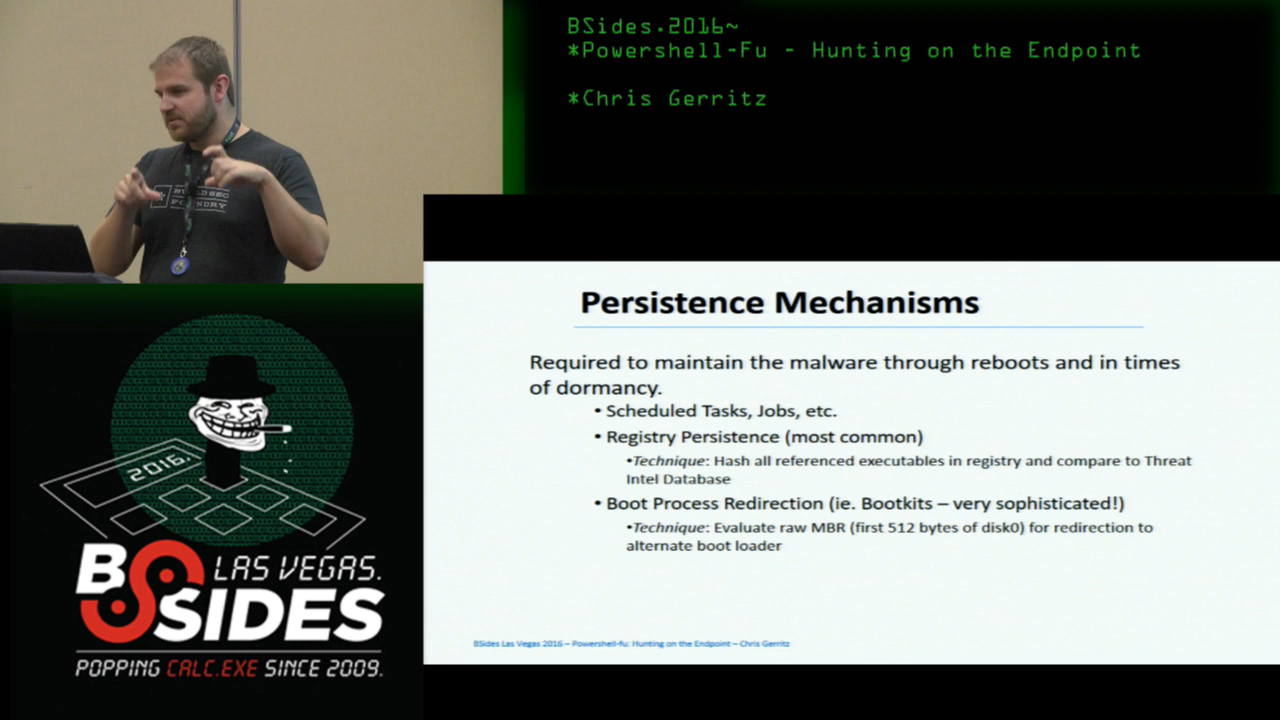 BSides.2016~
*Powershell-Fu - Hunting on the Endpoint
*Chris Gerritz
BUILD SEC
FOUNDRY
Persistence Mechanisms
Required to maintain the malware through reboots and in times
of dormancy.
• Scheduled Tasks, Jobs, etc.
• Registry Persistence (most common)
•Technique: Hash all referenced executables in registry and compare to Threat
Intel Database
• Boot Process Redirection (ie. Bootkits – very sophisticated!)
•Technique: Evaluate raw MBR (first 512 bytes of disk0) for redirection to
alternate boot loader
BSides Las Vegas 2016 – Powershell-fu: Hunting on the Endpoint – Chris Gerritz
2016.
LAS VEGAS.
BSIDES
POPPING CALC.EXE SINCE 2009.